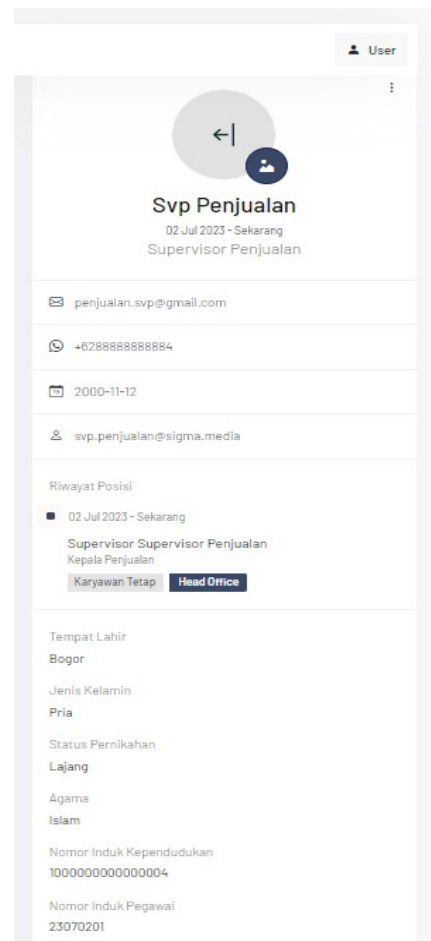 User
Svp Penjualan
02 Jul 2023 - Sekarang
Supervisor Penjualan
penjualan.svp@gmail.com
+6288888888884
2000-11-12
svp.penjualan@sigma.media
Riwayat Posisi
02 Jul 2023 - Sekarang
Supervisor Supervisor Penjualan
Kepala Penjualan
Karyawan Tetap Head Office
Tempat Lahir
Bogor
Jenis Kelamin
Pria
Status Pernikahan
Lajang
Agama
Islam
Nomor Induk Kependudukan
1000000000000004
Nomor Induk Pegawai
23070201